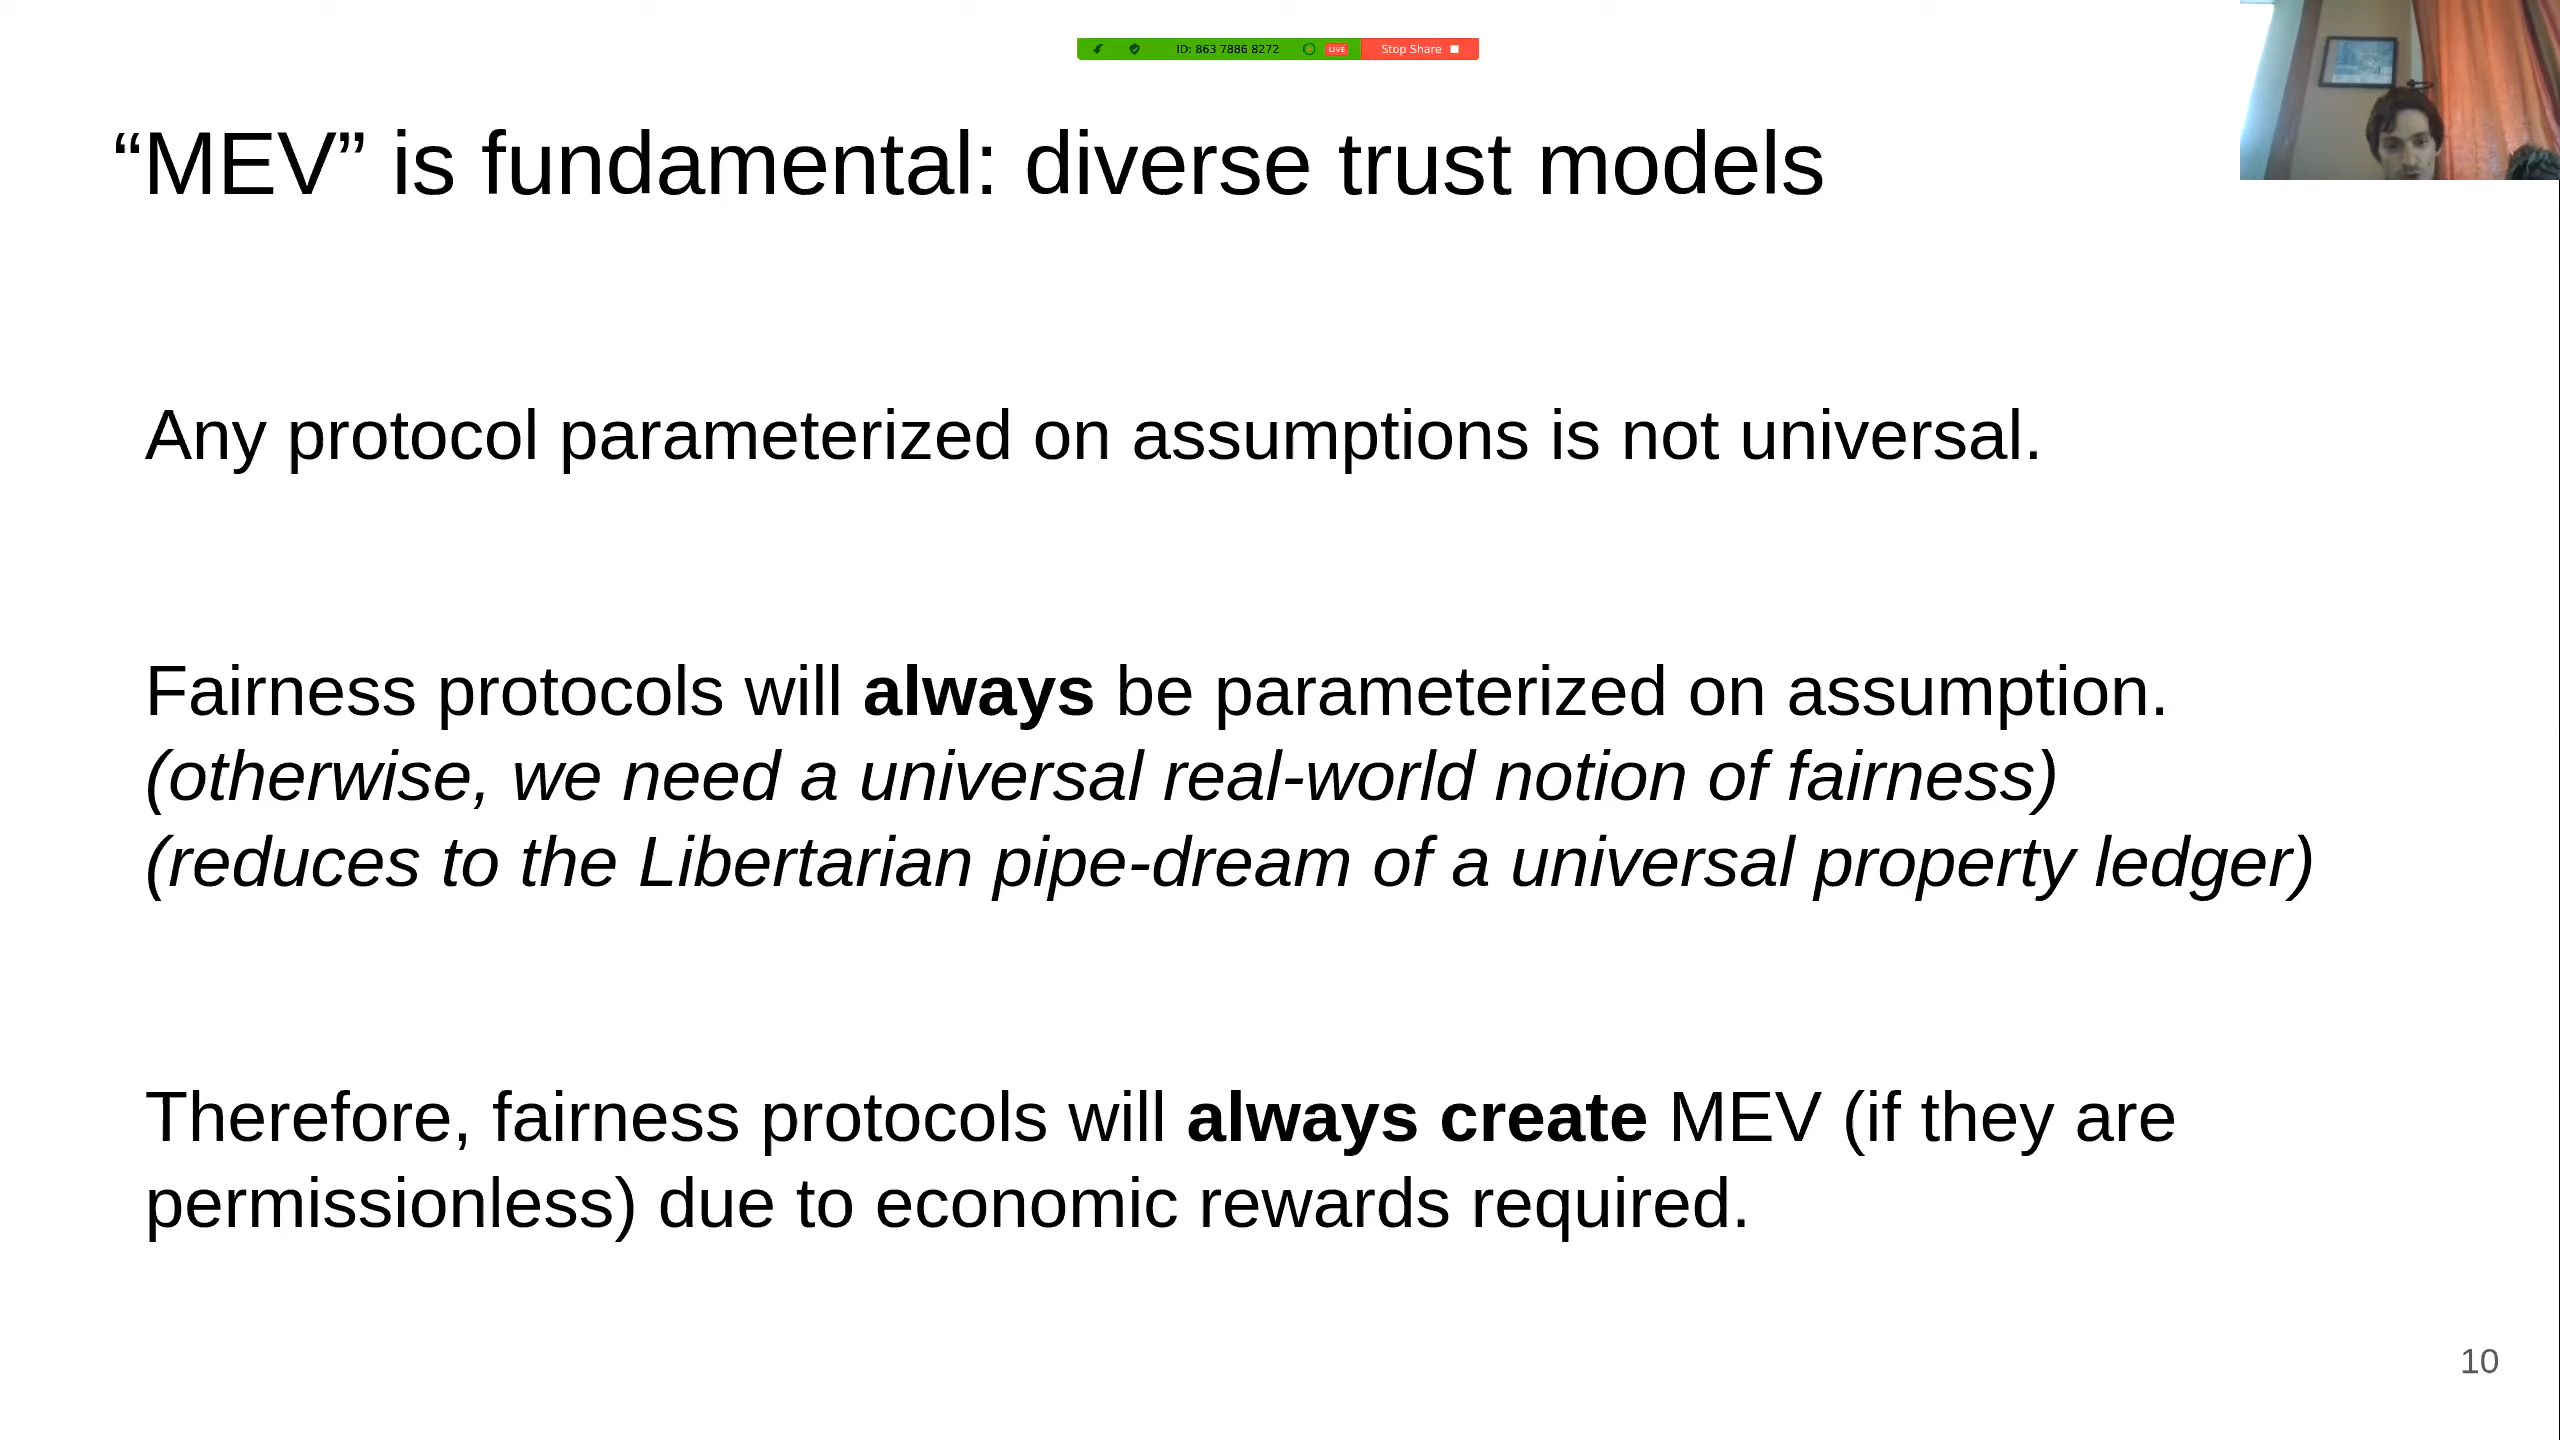 ID: 863 7886 8272 LIVE Stop Share
“MEV” is fundamental: diverse trust models
Any protocol parameterized on assumptions is not universal.
Fairness protocols will always be parameterized on assumption.
(otherwise, we need a universal real-world notion of fairness)
(reduces to the Libertarian pipe-dream of a universal property ledger)
Therefore, fairness protocols will always create MEV (if they are
permissionless) due to economic rewards required.
10